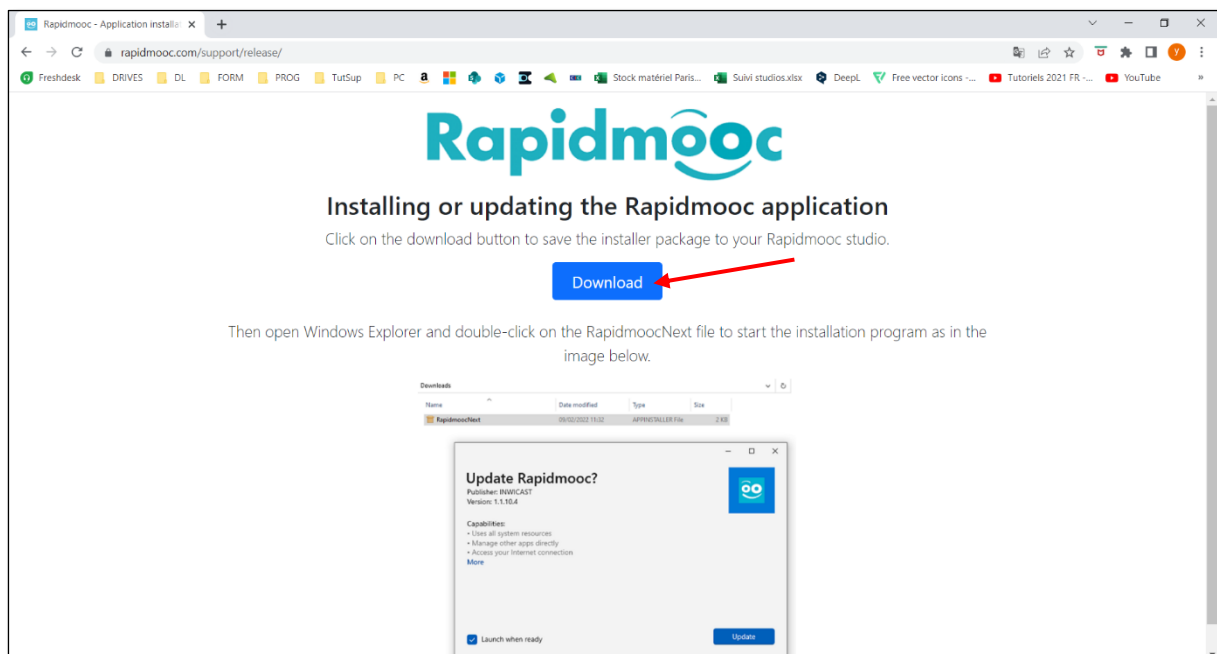 Rapidmooc - Application installa
rapidmooc.com/support/release/
Freshdesk DRIVES DL FORM PROG TutSup PC a Stock matériel Paris... Suivi studios.xlsx DeepL Free vector icons -... Tutoriels 2021 FR -... YouTube »
Rapidmooc
Installing or updating the Rapidmooc application
Click on the download button to save the installer package to your Rapidmooc studio.
Download
Then open Windows Explorer and double-click on the RapidmoocNext file to start the installation program as in the
image below.
Downloads
Name Date modified Type Size
RapidmoocNext 09/02/2022 11:32 APPINSTALLER File 2 KB
Update Rapidmooc?
Publisher: INWICAST
Version: 1.1.10.4
Capabilities:
• Uses all system resources
• Manage other apps directly
• Access your Internet connection
More
Launch when ready Update